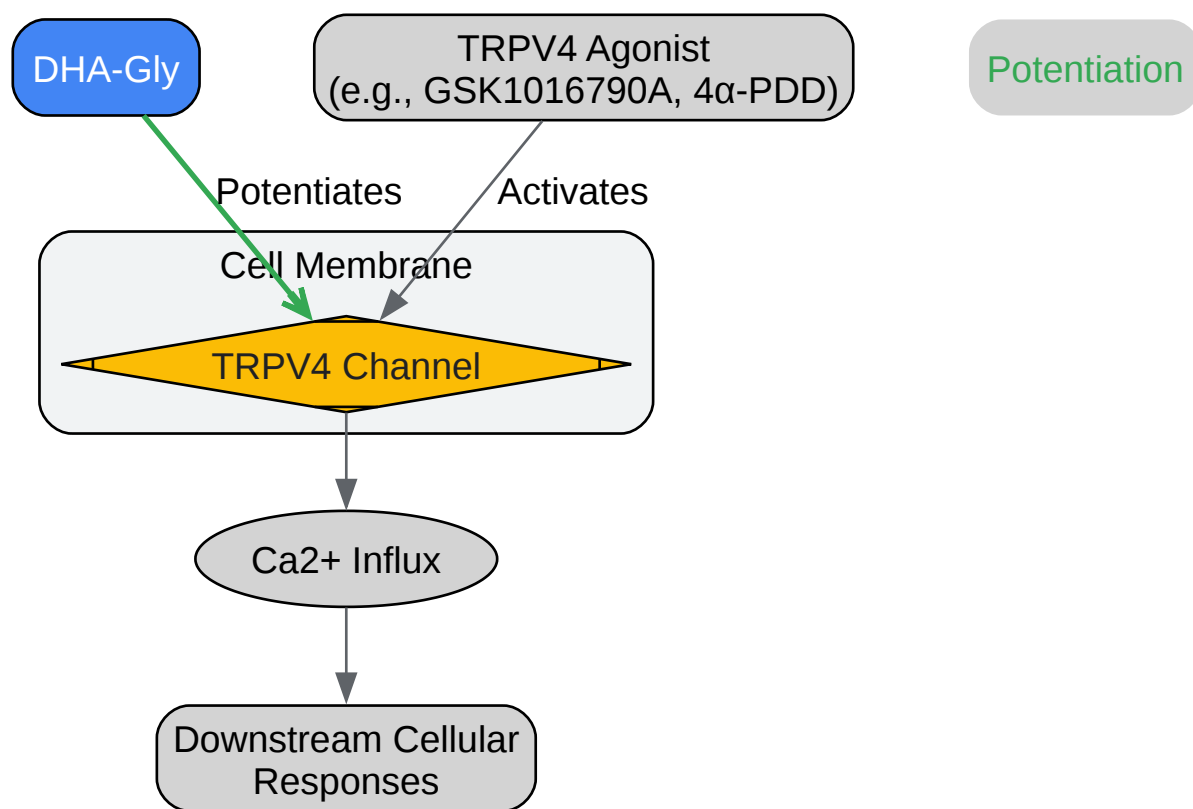 DHA-Gly
TRPV4 Agonist
(e.g., GSK1016790A, 4α-PDD)
Potentiation
Potentiates
Activates
Cell Membrane
TRPV4 Channel
Ca2+ Influx
Downstream Cellular
Responses